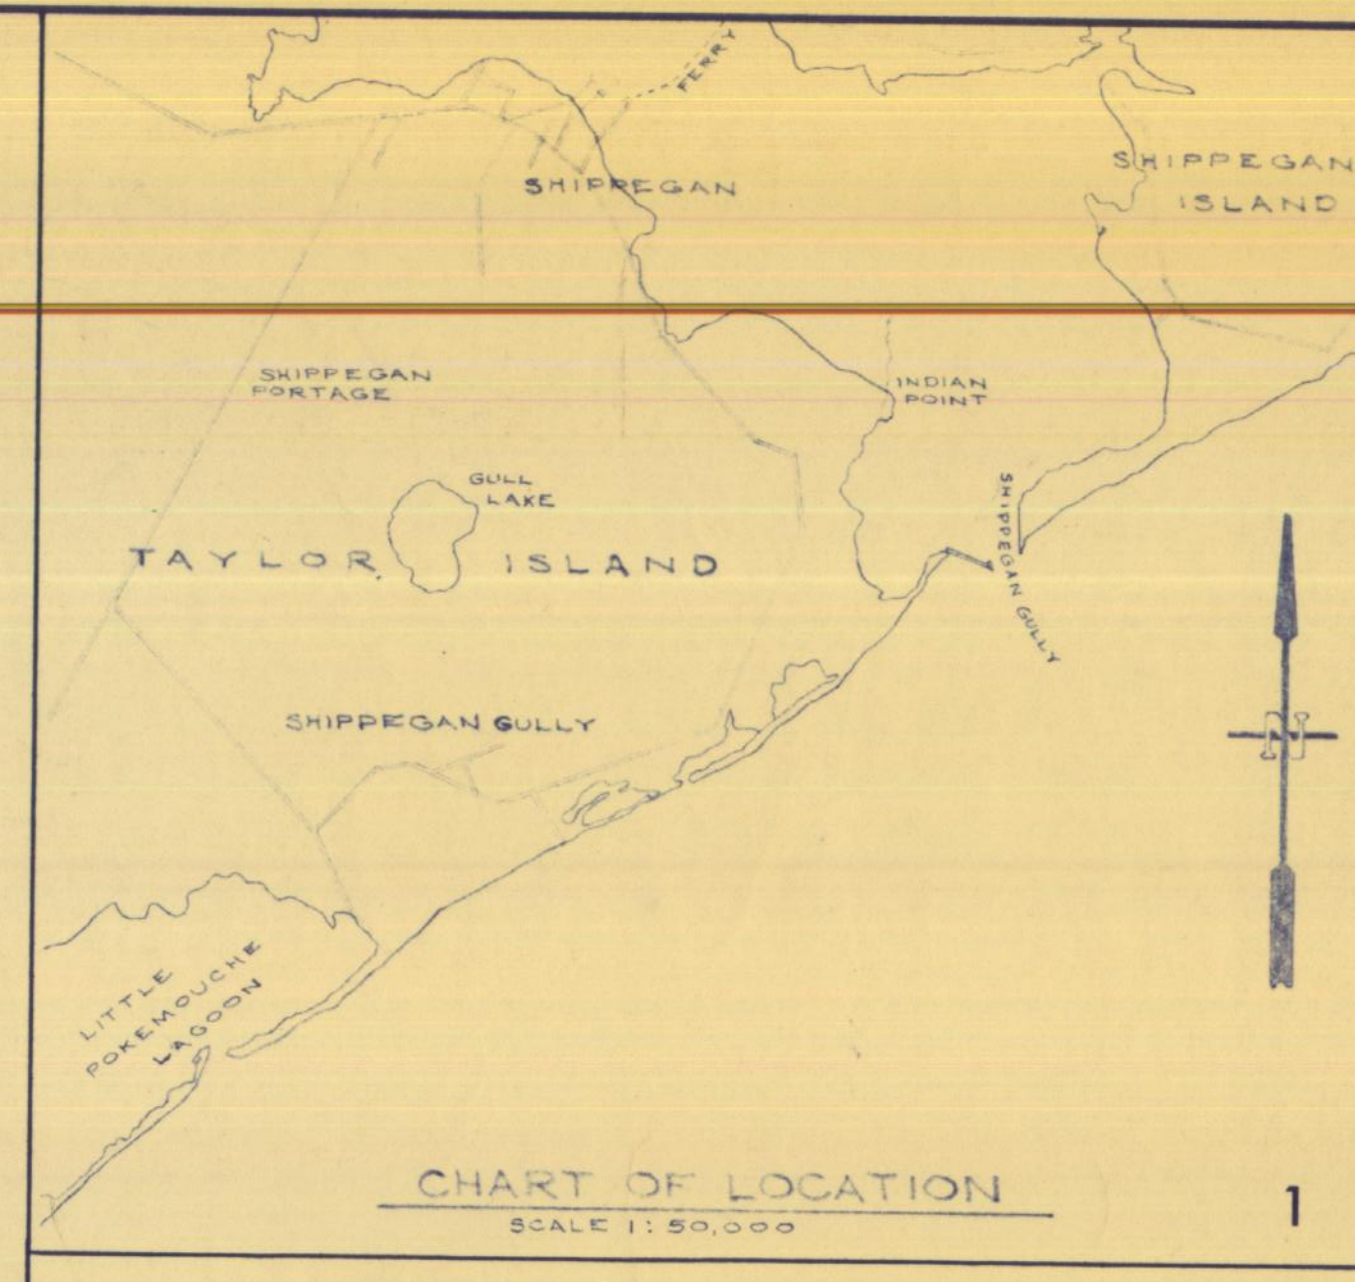 FERRY
SHIPPEGAN
SHIPPEGAN
ISLAND
SHIPPEGAN
PORTAGE
INDIAN
POINT
GULL
LAKE
TAYLOR ISLAND
SHIPPEGAN GULLY
SHIPPEGAN GULLY
N
LITTLE
POKEMOUCHE
LAGOON
CHART OF LOCATION
SCALE 1:50,000
1